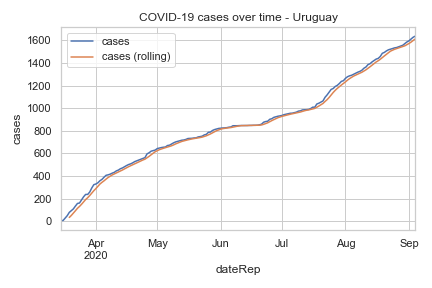 COVID-19 cases over time - Uruguay
cases
cases (rolling)
1600
1400
1200
1000
800
600
400
200
0
cases
Apr
2020
May
Jun
Jul
Aug
Sep
dateRep